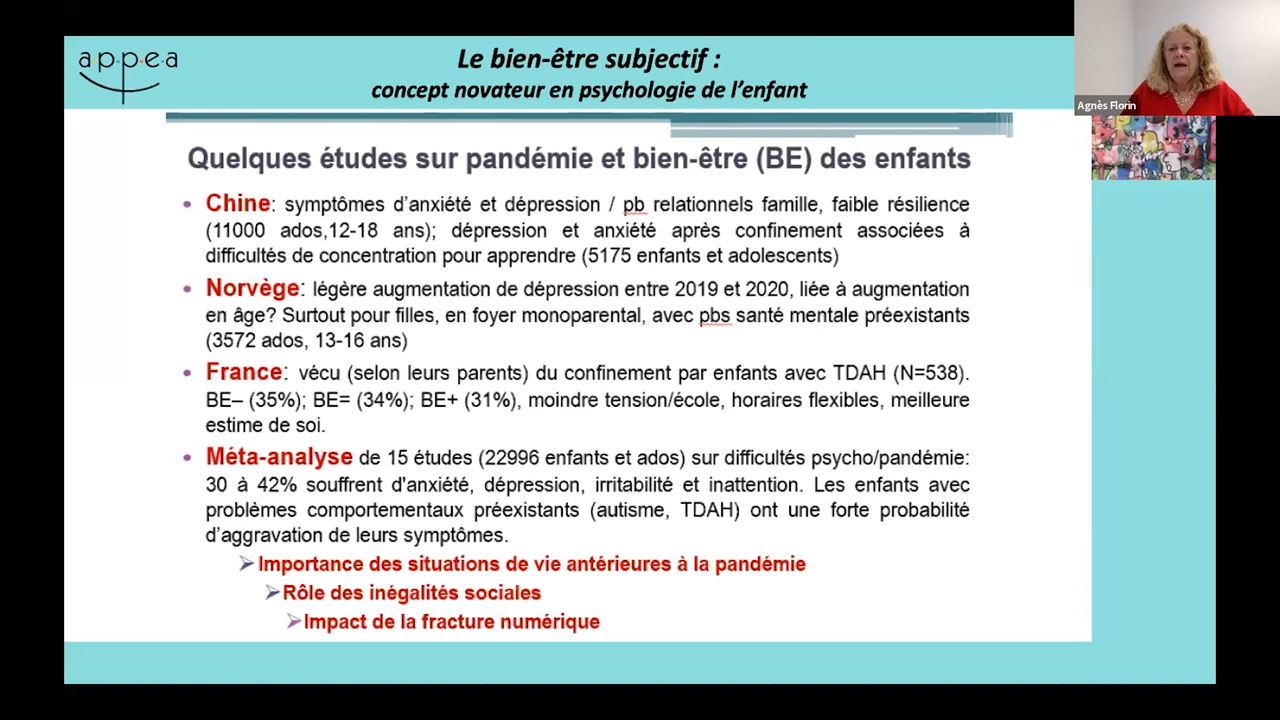 a·p·p·e·a
Le bien-être subjectif :
concept novateur en psychologie de l'enfant
Agnès Florin
Quelques études sur pandémie et bien-être (BE) des enfants
• Chine: symptômes d'anxiété et dépression / pb relationnels famille, faible résilience
(11000 ados,12-18 ans); dépression et anxiété après confinement associées à
difficultés de concentration pour apprendre (5175 enfants et adolescents)
• Norvège: légère augmentation de dépression entre 2019 et 2020, liée à augmentation
en âge? Surtout pour filles, en foyer monoparental, avec pbs santé mentale préexistants
(3572 ados, 13-16 ans)
• France: vécu (selon leurs parents) du confinement par enfants avec TDAH (N=538).
BE– (35%); BE= (34%); BE+ (31%), moindre tension/école, horaires flexibles, meilleure
estime de soi.
• Méta-analyse de 15 études (22996 enfants et ados) sur difficultés psycho/pandémie:
30 à 42% souffrent d'anxiété, dépression, irritabilité et inattention. Les enfants avec
problèmes comportementaux préexistants (autisme, TDAH) ont une forte probabilité
d'aggravation de leurs symptômes.
➢Importance des situations de vie antérieures à la pandémie
➢Rôle des inégalités sociales
➢Impact de la fracture numérique